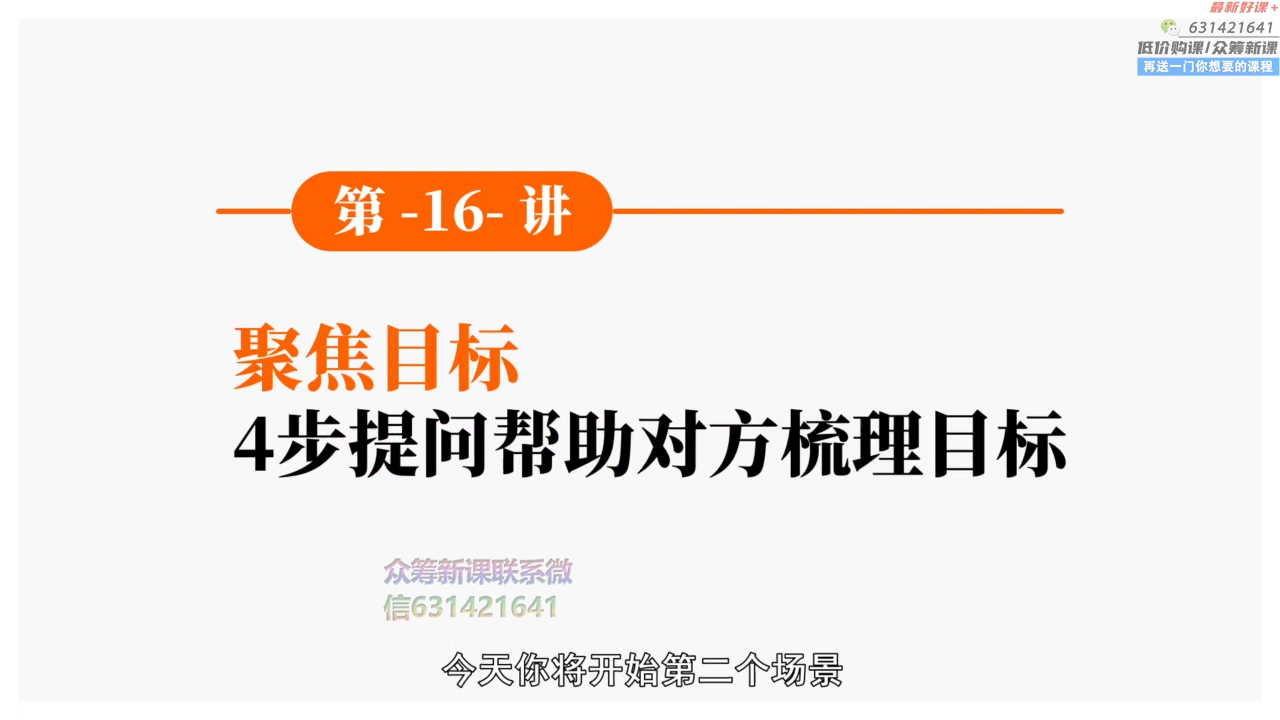 最新好课+
631421641
低价购课/众筹新课
再送一门你想要的课程
第 -16- 讲
聚焦目标
4步提问帮助对方梳理目标
众筹新课联系微
信631421641
今天你将开始第二个场景